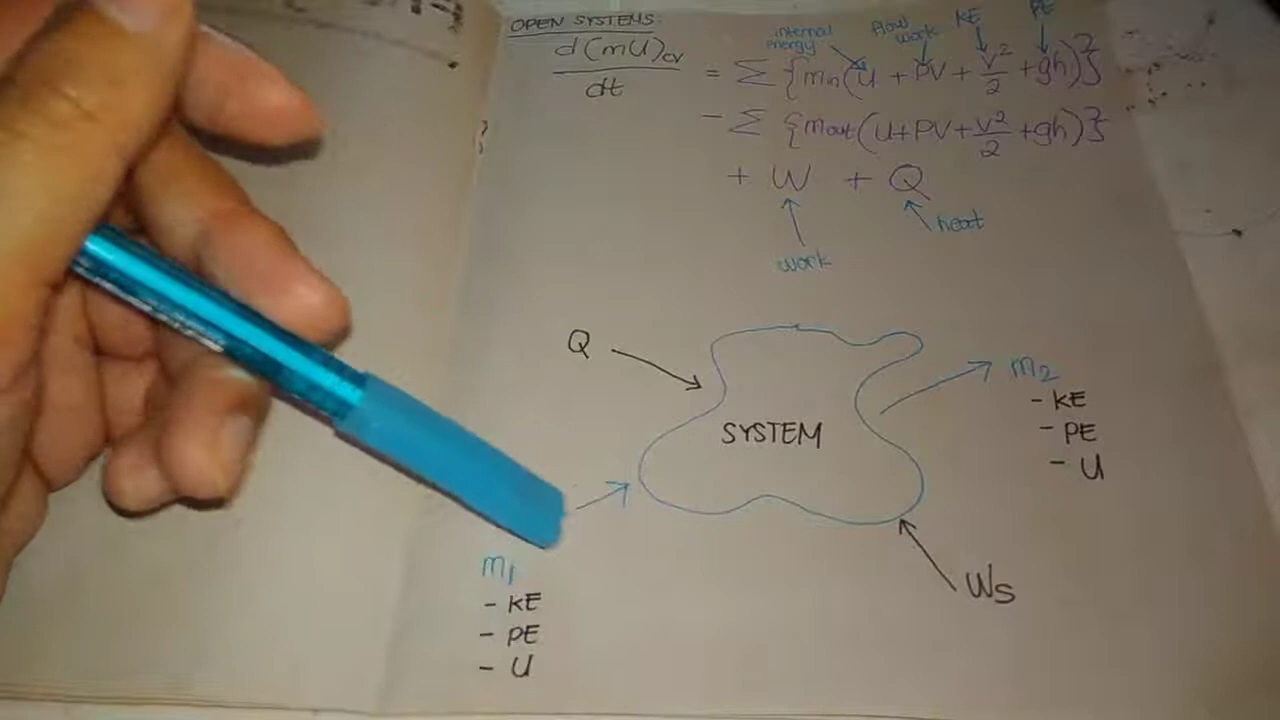 OPEN SYSTEMS:
internal energy
flow work
KE
PE
d(mU)cv
dt
= Σ {min(U + PV + v²/2 + gh)}
- Σ {mout(U+PV+v²/2 +gh)}
+ W + Q
heat
work
Q
m2
- KE
- PE
- U
SYSTEM
m1
- KE
- PE
- U
Ws